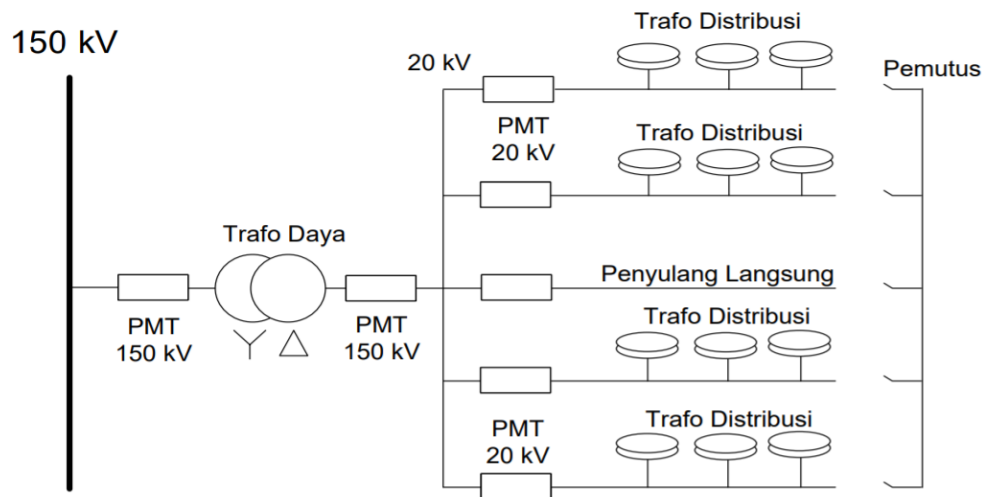 Trafo Distribusi
150 kV
20 kV
Pemutus
PMT
20 kV
Trafo Distribusi
Trafo Daya
Penyulang Langsung
PMT
150 kV
PMT
150 kV
Trafo Distribusi
Trafo Distribusi
PMT
20 kV